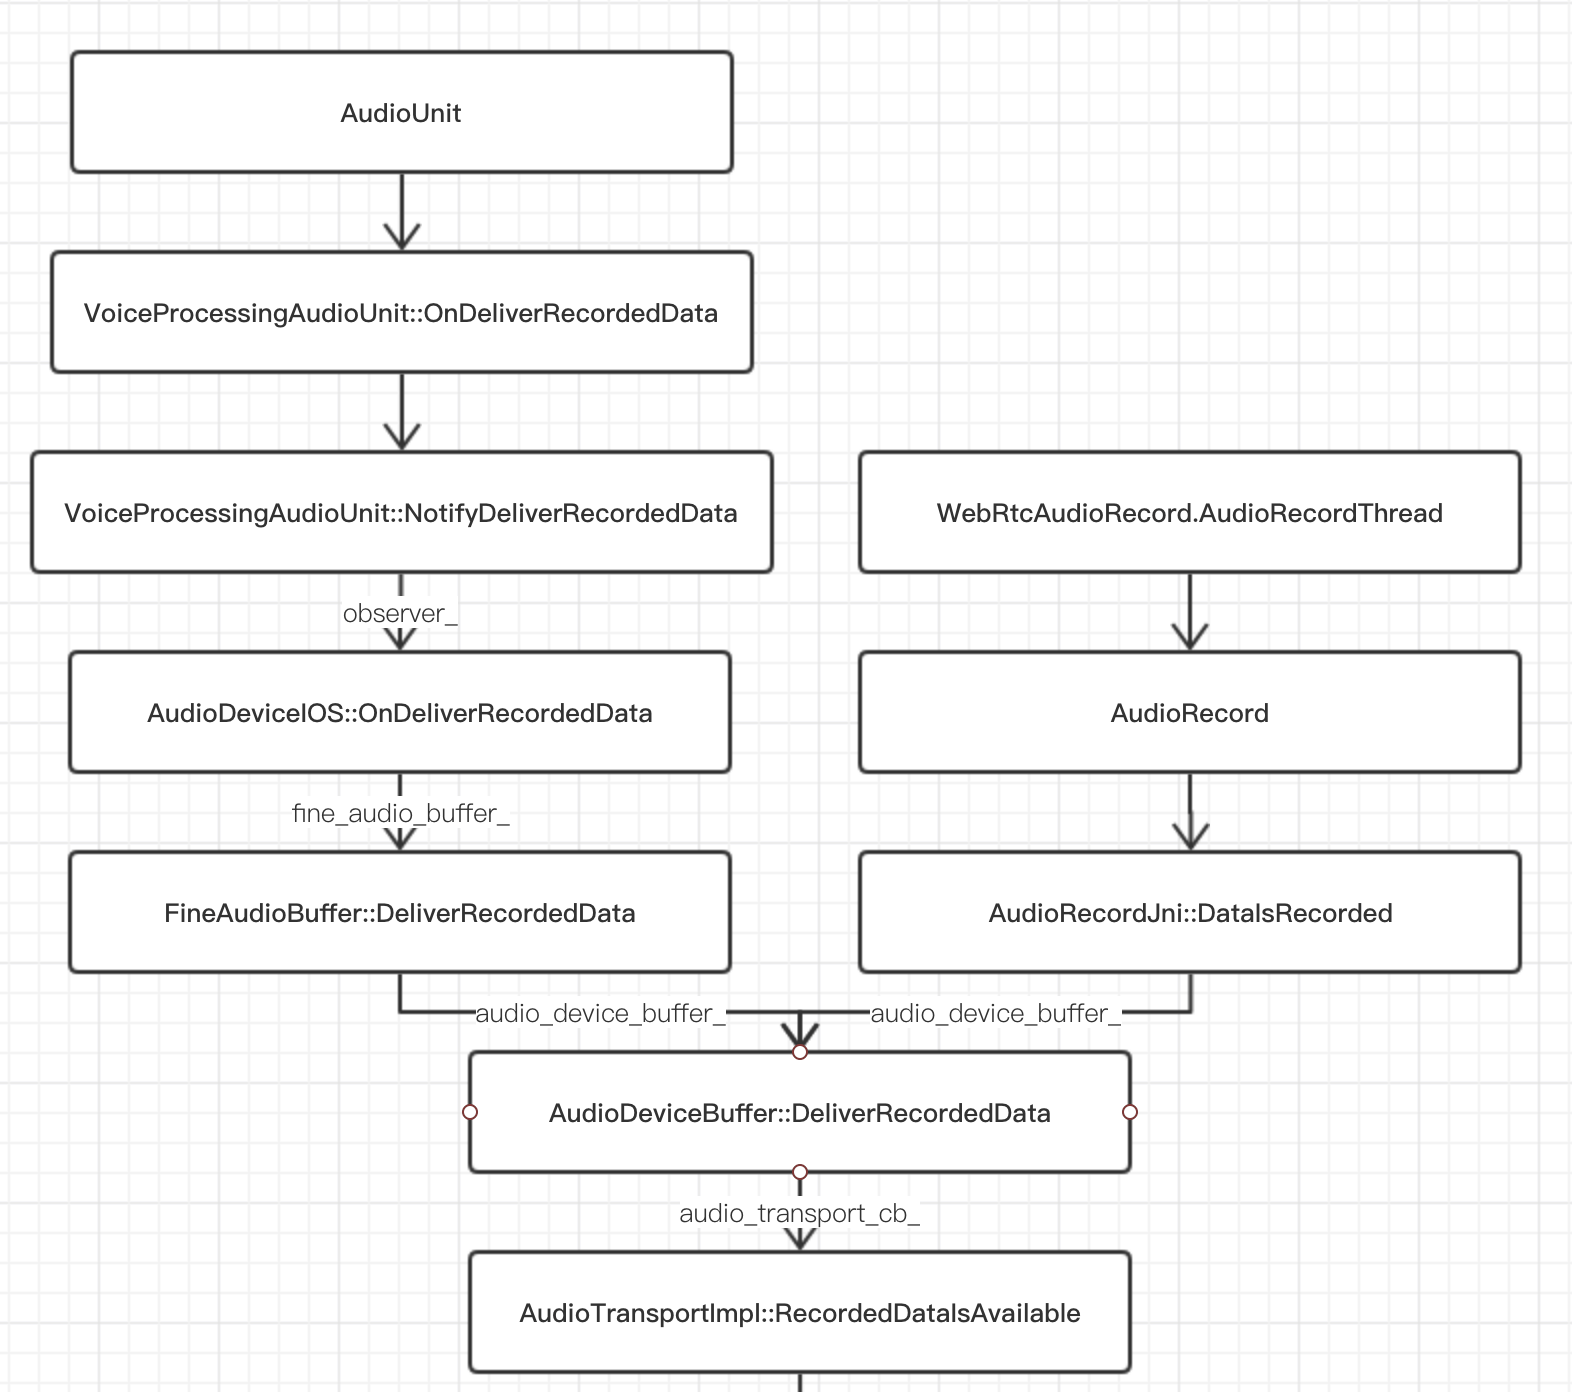 AudioUnit
VoiceProcessingAudioUnit::OnDeliverRecordedData
VoiceProcessingAudioUnit::NotifyDeliverRecordedData
WebRtcAudioRecord.AudioRecordThread
observer_
AudioDeviceIOS::OnDeliverRecordedData
AudioRecord
fine_audio_buffer_
FineAudioBuffer::DeliverRecordedData
AudioRecordJni::DataIsRecorded
audio_device_buffer_
audio_device_buffer_
AudioDeviceBuffer::DeliverRecordedData
audio_transport_cb_
AudioTransportImpl::RecordedDataIsAvailable